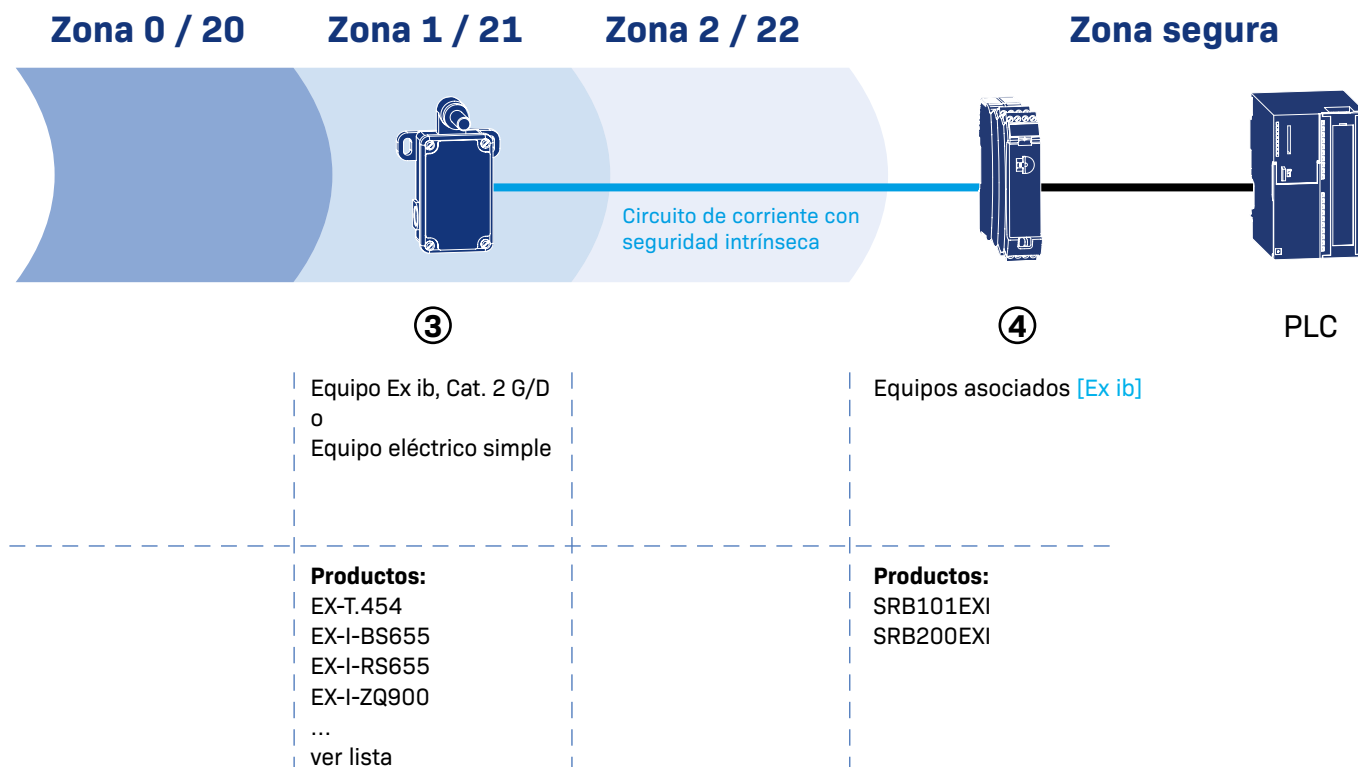 Zona 0 / 20
Zona 1 / 21
Zona 2 / 22
Zona segura
Circuito de corriente con
seguridad intrínseca
③
④
PLC
Equipo Ex ib, Cat. 2 G/D
o
Equipo eléctrico simple
Equipos asociados [Ex ib]
Productos:
EX-T.454
EX-I-BS655
EX-I-RS655
EX-I-ZQ900
...
ver lista
Productos:
SRB101EXI
SRB200EXI